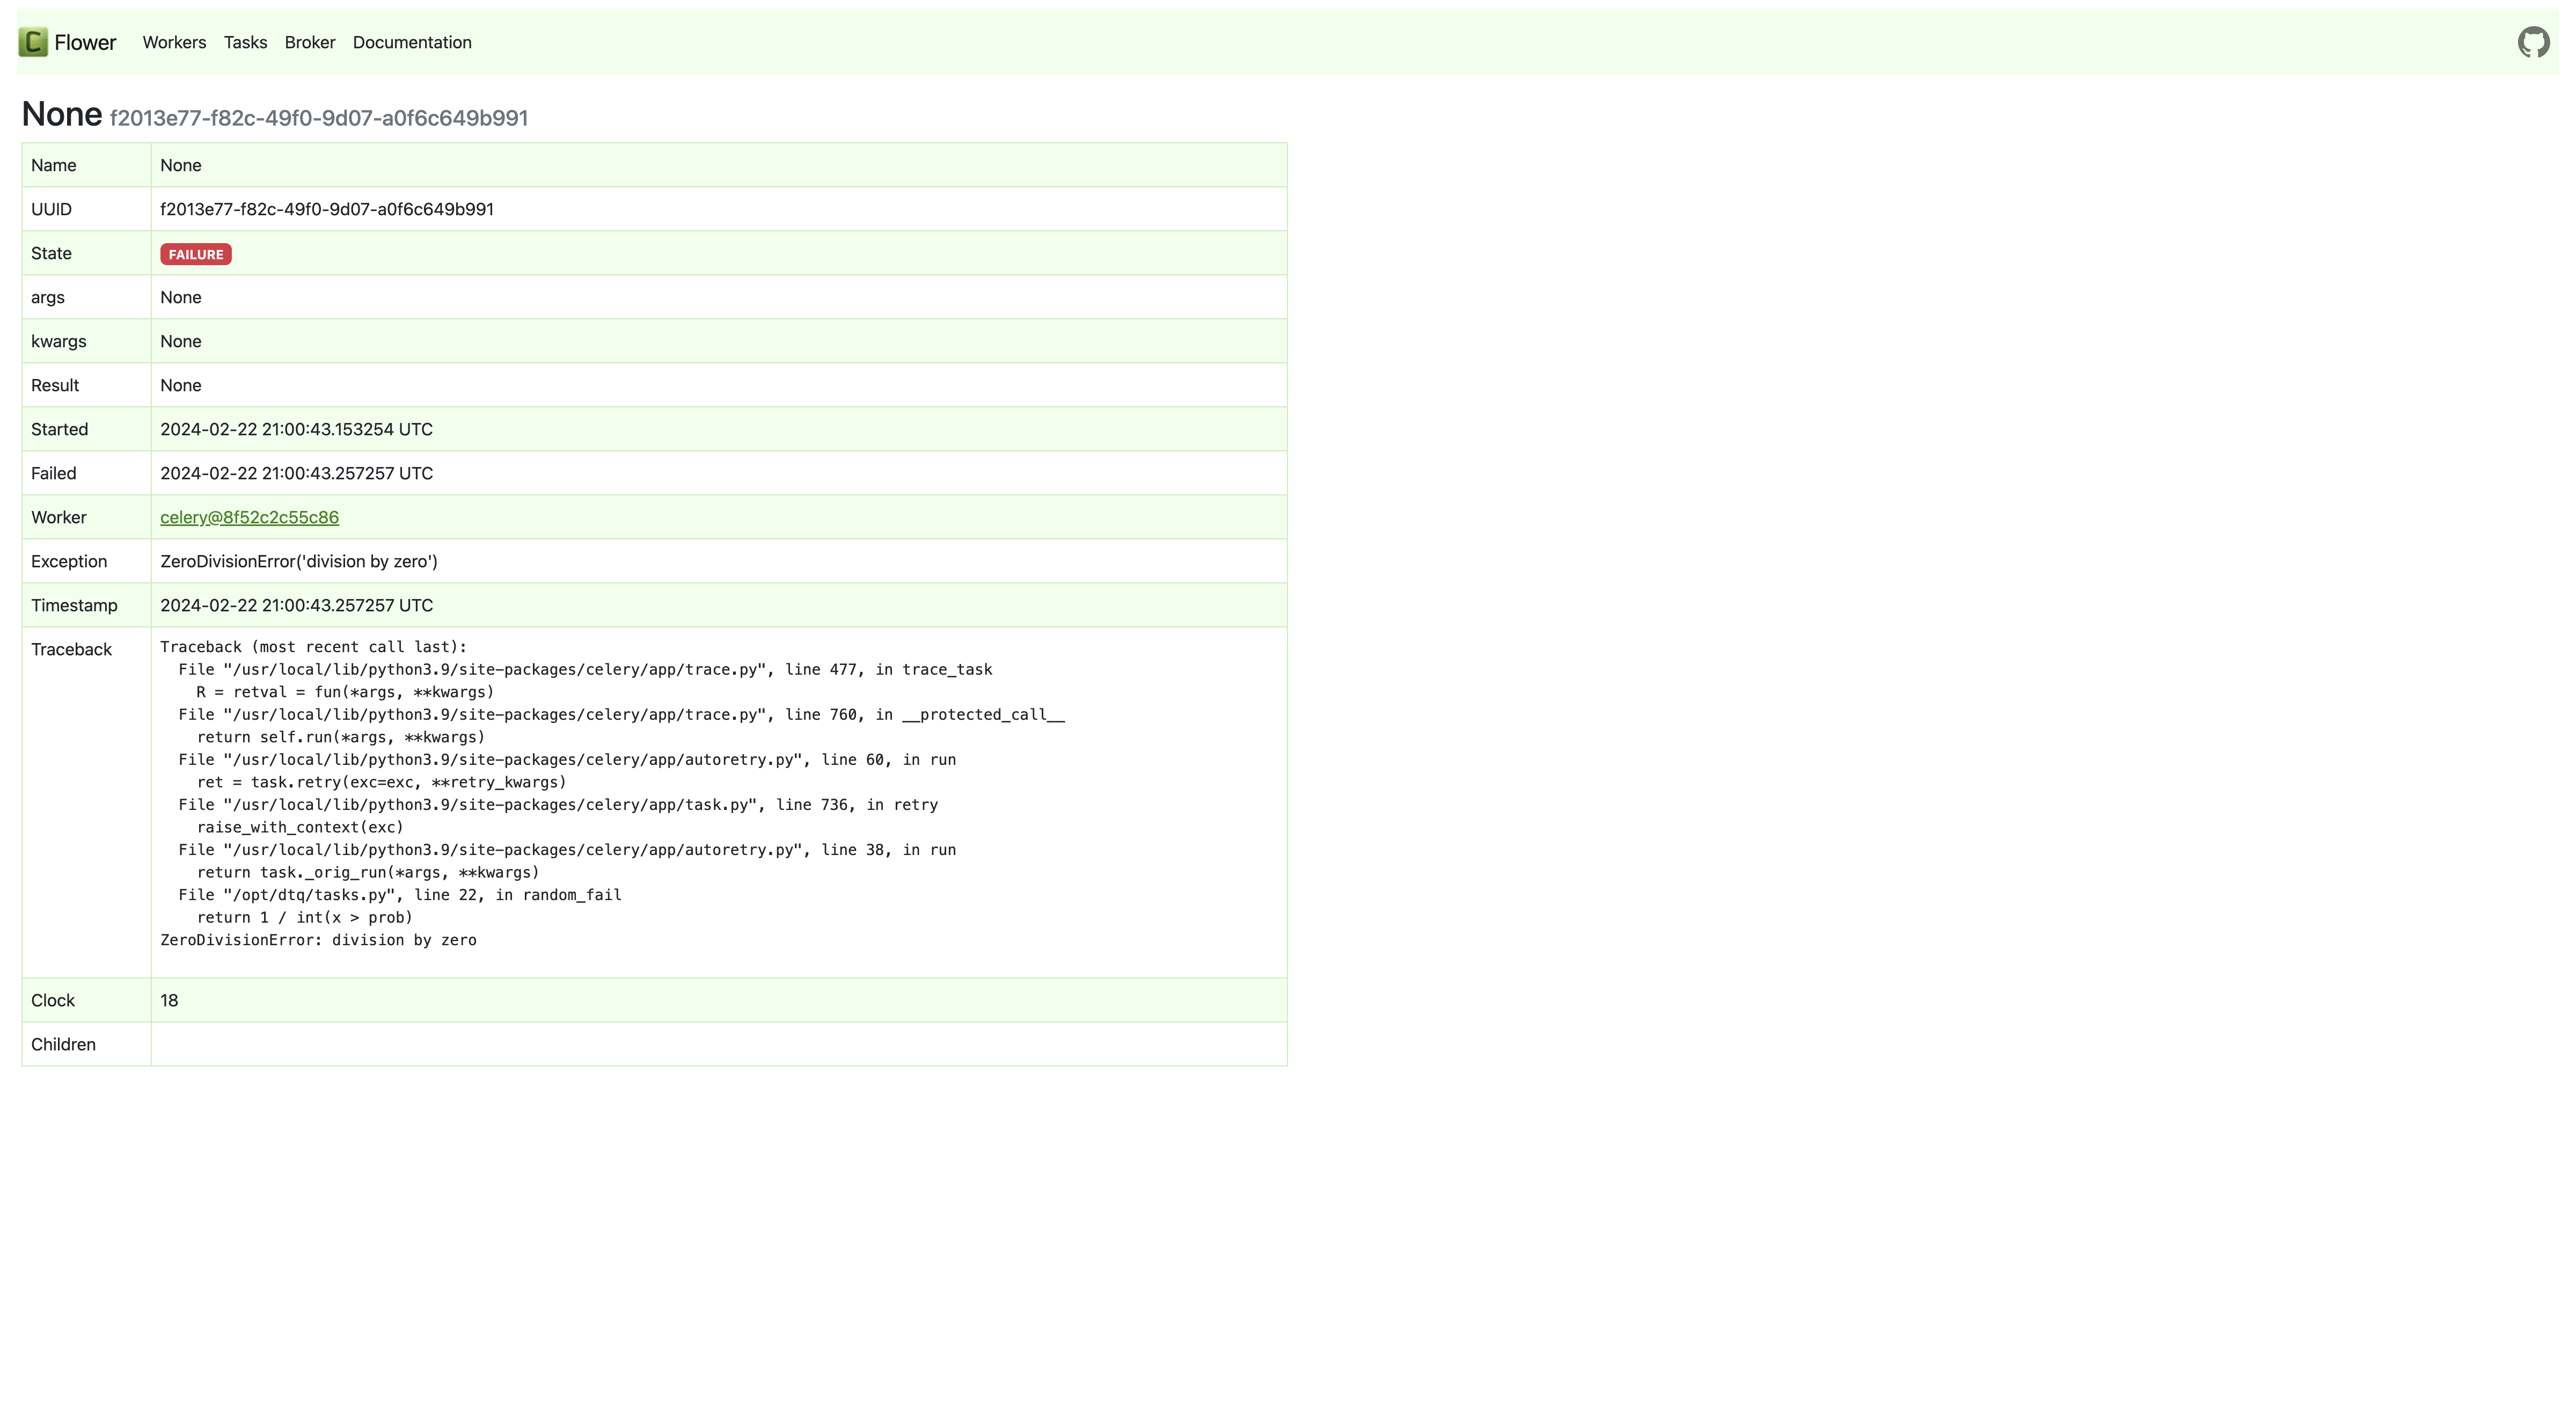 C Flower Workers Tasks Broker Documentation
None f2013e77-f82c-49f0-9d07-a0f6c649b991
Name None
UUID f2013e77-f82c-49f0-9d07-a0f6c649b991
State FAILURE
args None
kwargs None
Result None
Started 2024-02-22 21:00:43.153254 UTC
Failed 2024-02-22 21:00:43.257257 UTC
Worker celery@8f52c2c55c86
Exception ZeroDivisionError('division by zero')
Timestamp 2024-02-22 21:00:43.257257 UTC
Traceback Traceback (most recent call last):
File "/usr/local/lib/python3.9/site-packages/celery/app/trace.py", line 477, in trace_task
R = retval = fun(*args, **kwargs)
File "/usr/local/lib/python3.9/site-packages/celery/app/trace.py", line 760, in __protected_call__
return self.run(*args, **kwargs)
File "/usr/local/lib/python3.9/site-packages/celery/app/autoretry.py", line 60, in run
ret = task.retry(exc=exc, **retry_kwargs)
File "/usr/local/lib/python3.9/site-packages/celery/app/task.py", line 736, in retry
raise_with_context(exc)
File "/usr/local/lib/python3.9/site-packages/celery/app/autoretry.py", line 38, in run
return task._orig_run(*args, **kwargs)
File "/opt/dtq/tasks.py", line 22, in random_fail
return 1 / int(x > prob)
ZeroDivisionError: division by zero
Clock 18
Children